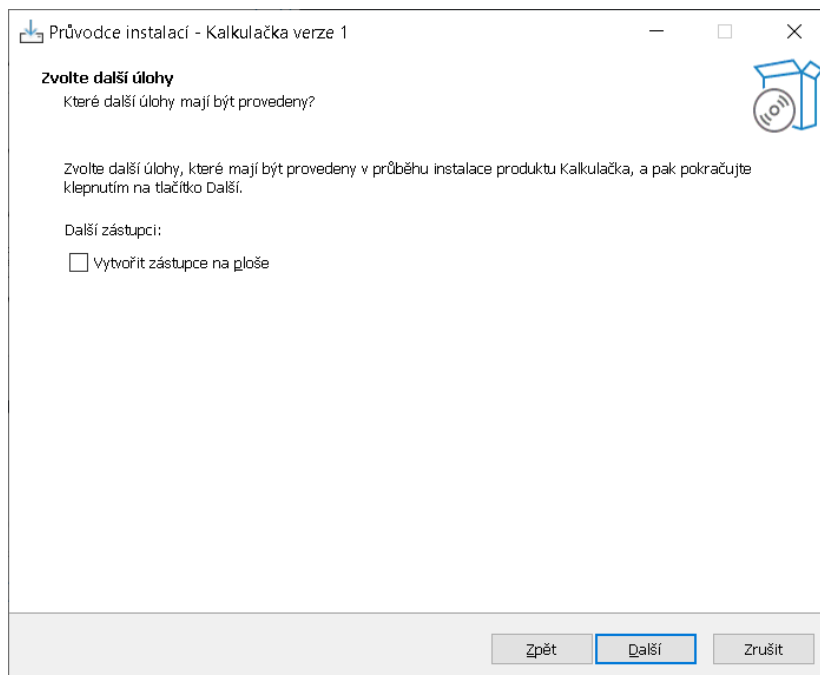 Průvodce instalací - Kalkulačka verze 1
Zvolte další úlohy
Které další úlohy mají být provedeny?
Zvolte další úlohy, které mají být provedeny v průběhu instalace produktu Kalkulačka, a pak pokračujte
klepnutím na tlačítko Další.
Další zástupci:
Vytvořit zástupce na ploše
Zpět
Další
Zrušit